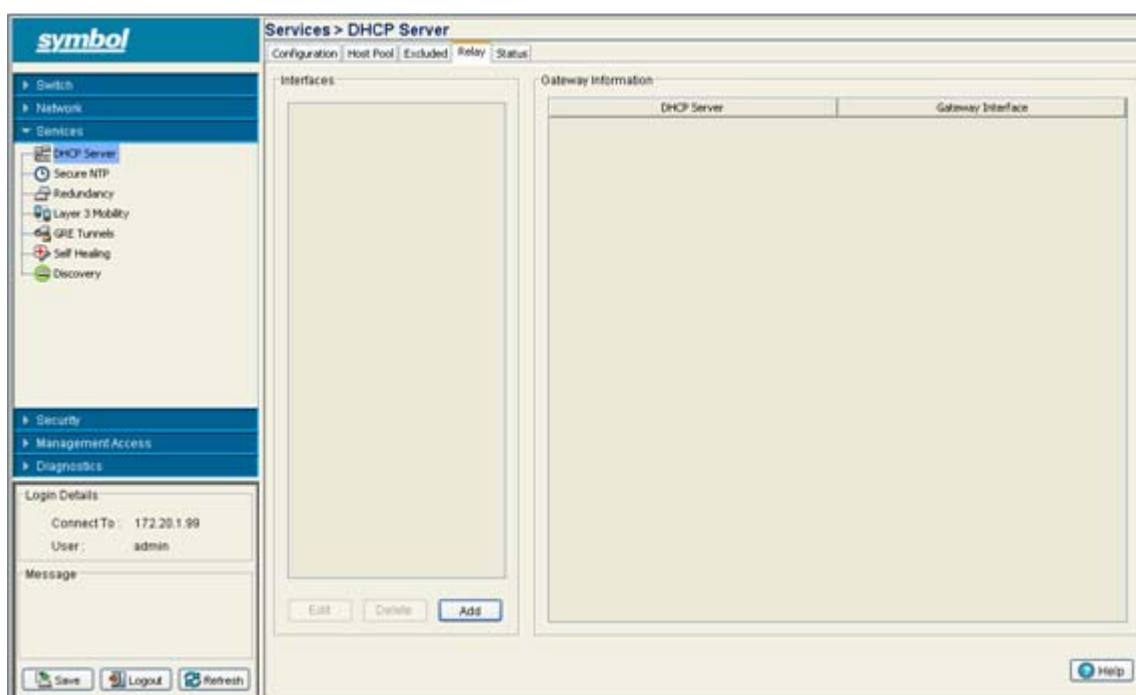 symbol
Services > DHCP Server
Configuration Host Pool Excluded Relay Status
Switch
Network
Services
DHCP Server
Secure NTP
Redundancy
Layer 3 Mobility
GRE Tunnels
Self Healing
Discovery
Security
Management Access
Diagnostics
Login Details
Connect To : 172.20.1.99
User : admin
Message
Save Logout Refresh
Interfaces
Edit Delete Add
Gateway Information
DHCP Server Gateway Interface
Help